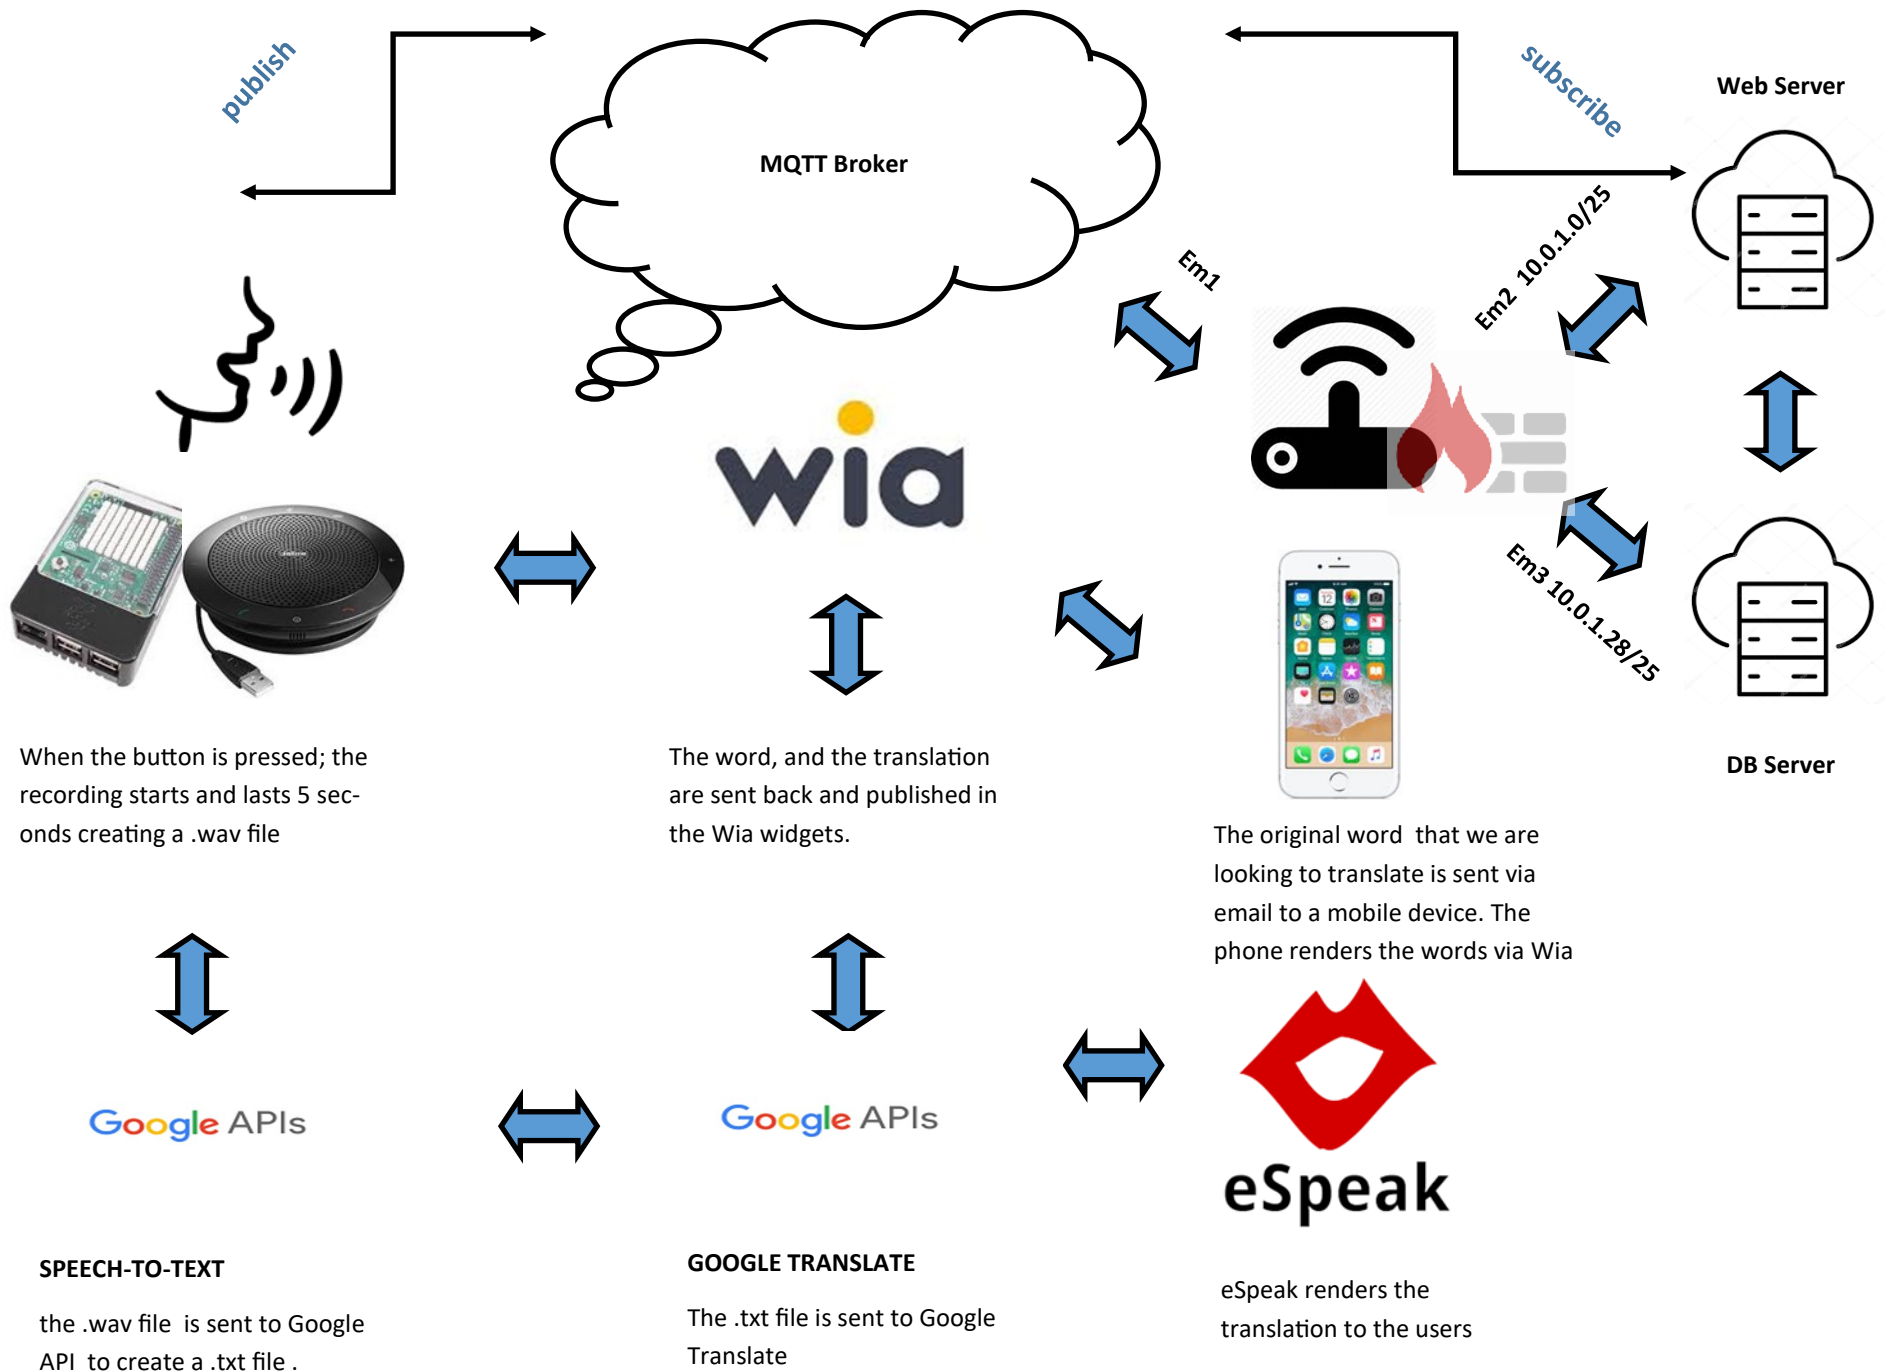 publish
subscribe
Web Server
MQTT Broker
Em1
Em2 10.0.1.0/25
wia
Jabra
Em3 10.0.1.28/25
DB Server
When the button is pressed; the
recording starts and lasts 5 sec-
onds creating a .wav file
The word, and the translation
are sent back and published in
the Wia widgets.
The original word that we are
looking to translate is sent via
email to a mobile device. The
phone renders the words via Wia
Google APIs
Google APIs
eSpeak
SPEECH-TO-TEXT
the .wav file is sent to Google
API to create a .txt file .
GOOGLE TRANSLATE
The .txt file is sent to Google
Translate
eSpeak renders the
translation to the users